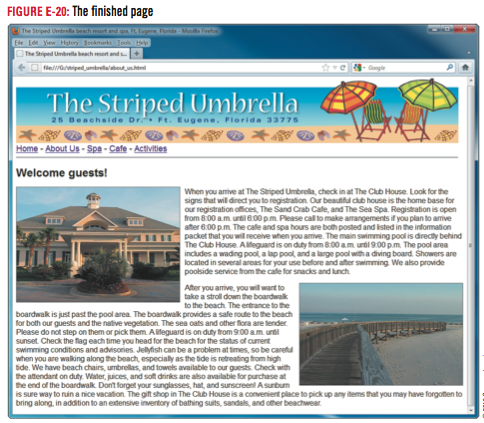 FIGURE E-20: The finished page
The Striped Umbrella beach resort and spa, Ft. Eugene, Florida - Mozilla Firefox
File Edit View History Bookmarks Tools Help
The Striped Umbrella beach resort and s...
file:///G:/striped_umbrella/about_us.html
Google
The Striped Umbrella
25 Beachside Dr. • Ft. Eugene, Florida 33775
Home - About Us - Spa - Cafe - Activities
Welcome guests!
When you arrive at The Striped Umbrella, check in at The Club House. Look for the
signs that will direct you to registration. Our beautiful club house is the home base for
our registration offices, The Sand Crab Cafe, and The Sea Spa. Registration is open
from 8:00 a.m. until 6:00 p.m. Please call to make arrangements if you plan to arrive
after 6:00 p.m. The cafe and spa hours are both posted and listed in the information
packet that you will receive when you arrive. The main swimming pool is directly behind
The Club House. A lifeguard is on duty from 8:00 a.m. until 9:00 p.m. The pool area
includes a wading pool, a lap pool, and a large pool with a diving board. Showers are
located in several areas for your use before and after swimming. We also provide
poolside service from the cafe for snacks and lunch.
After you arrive, you will want to
take a stroll down the boardwalk
to the beach. The entrance to the
boardwalk is just past the pool area. The boardwalk provides a safe route to the beach
for both our guests and the native vegetation. The sea oats and other flora are tender.
Please do not step on them or pick them. A lifeguard is on duty from 9:00 a.m. until
sunset. Check the flag each time you head for the beach for the status of current
swimming conditions and advisories. Jellyfish can be a problem at times, so be careful
when you are walking along the beach, especially as the tide is retreating from high
tide. We have beach chairs, umbrellas, and towels available to our guests. Check with
the attendant on duty. Water, juices, and soft drinks are also available for purchase at
the end of the boardwalk. Don't forget your sunglasses, hat, and sunscreen! A sunburn
is sure way to ruin a nice vacation. The gift shop in The Club House is a convenient place to pick up any items that you may have forgotten to
bring along, in addition to an extensive inventory of bathing suits, sandals, and other beachwear.